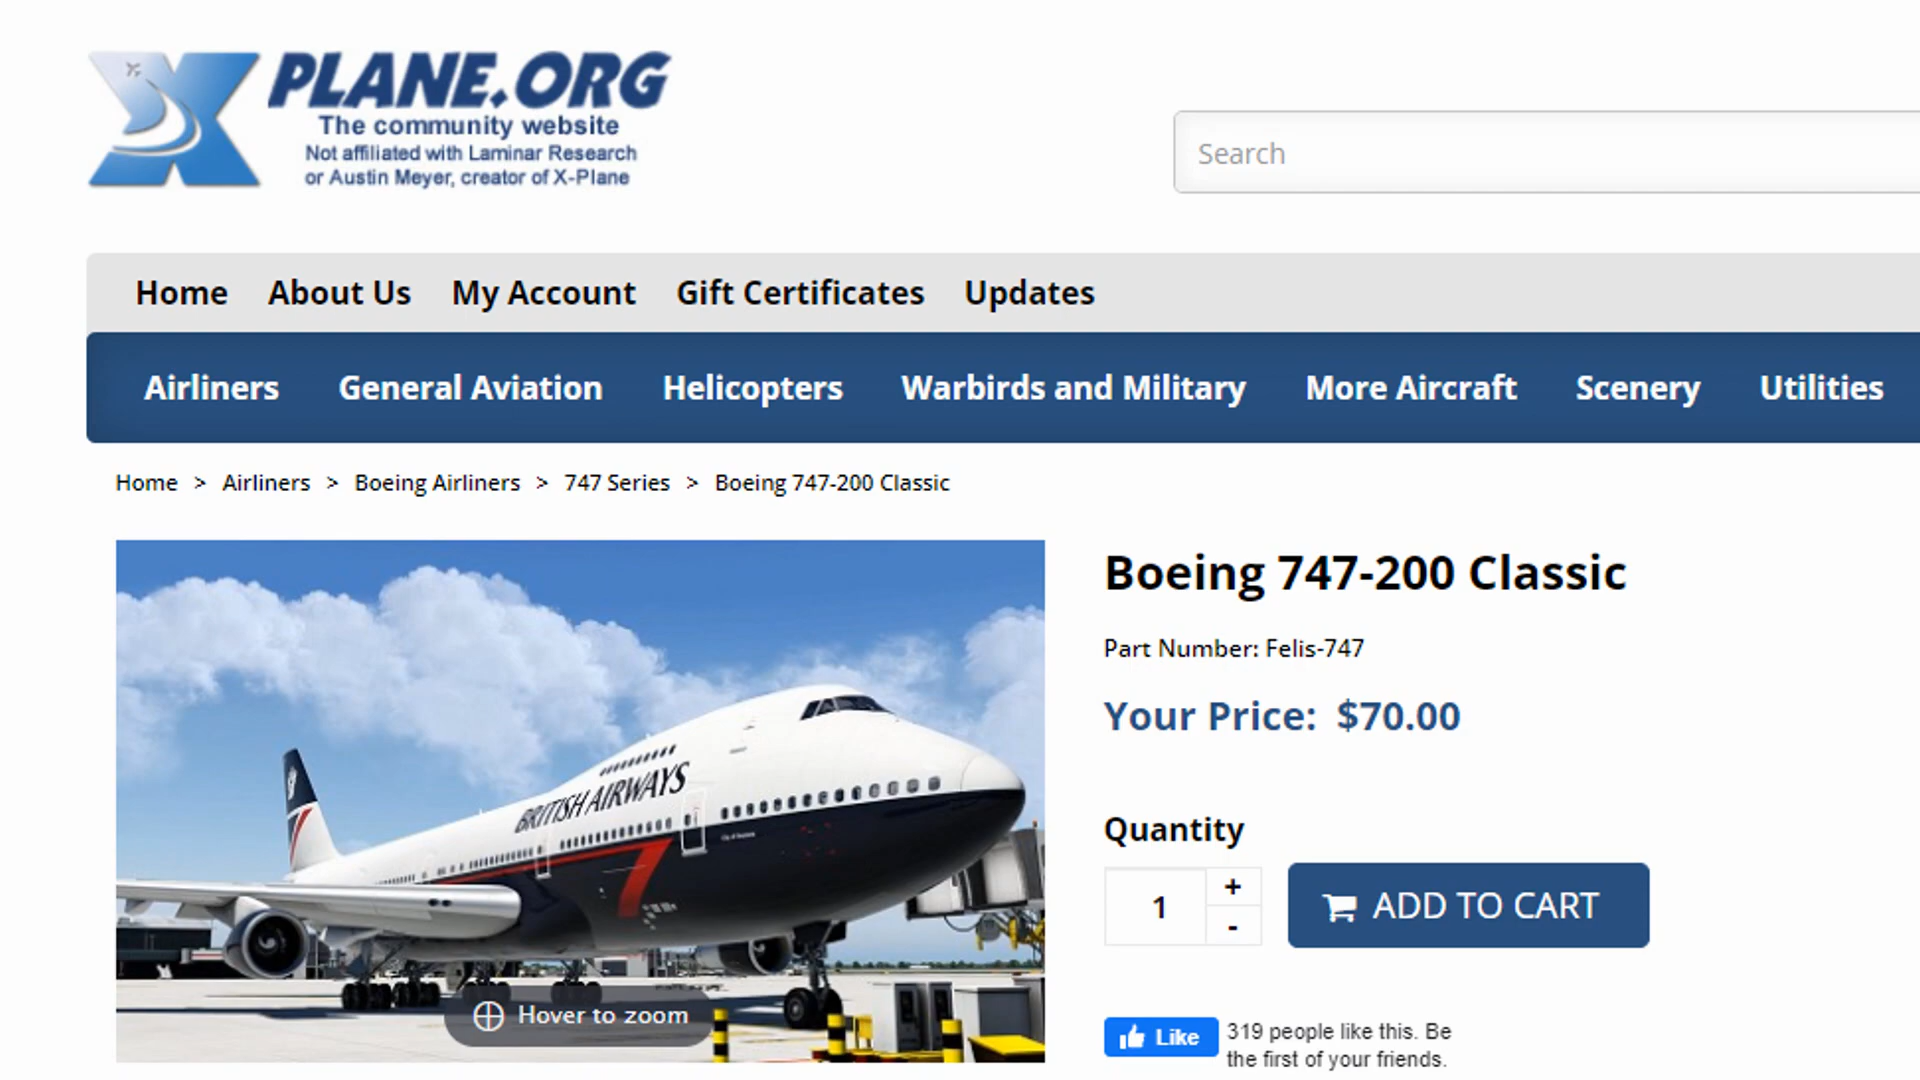 PLANE.ORG
The community website
Not affiliated with Laminar Research
or Austin Meyer, creator of X-Plane
Search
Home About Us My Account Gift Certificates Updates
Airliners General Aviation Helicopters Warbirds and Military More Aircraft Scenery Utilities
Home > Airliners > Boeing Airliners > 747 Series > Boeing 747-200 Classic
BRITISH AIRWAYS
7
Hover to zoom
Boeing 747-200 Classic
Part Number: Felis-747
Your Price: $70.00
Quantity
1
+
-
ADD TO CART
Like
319 people like this. Be
the first of your friends.